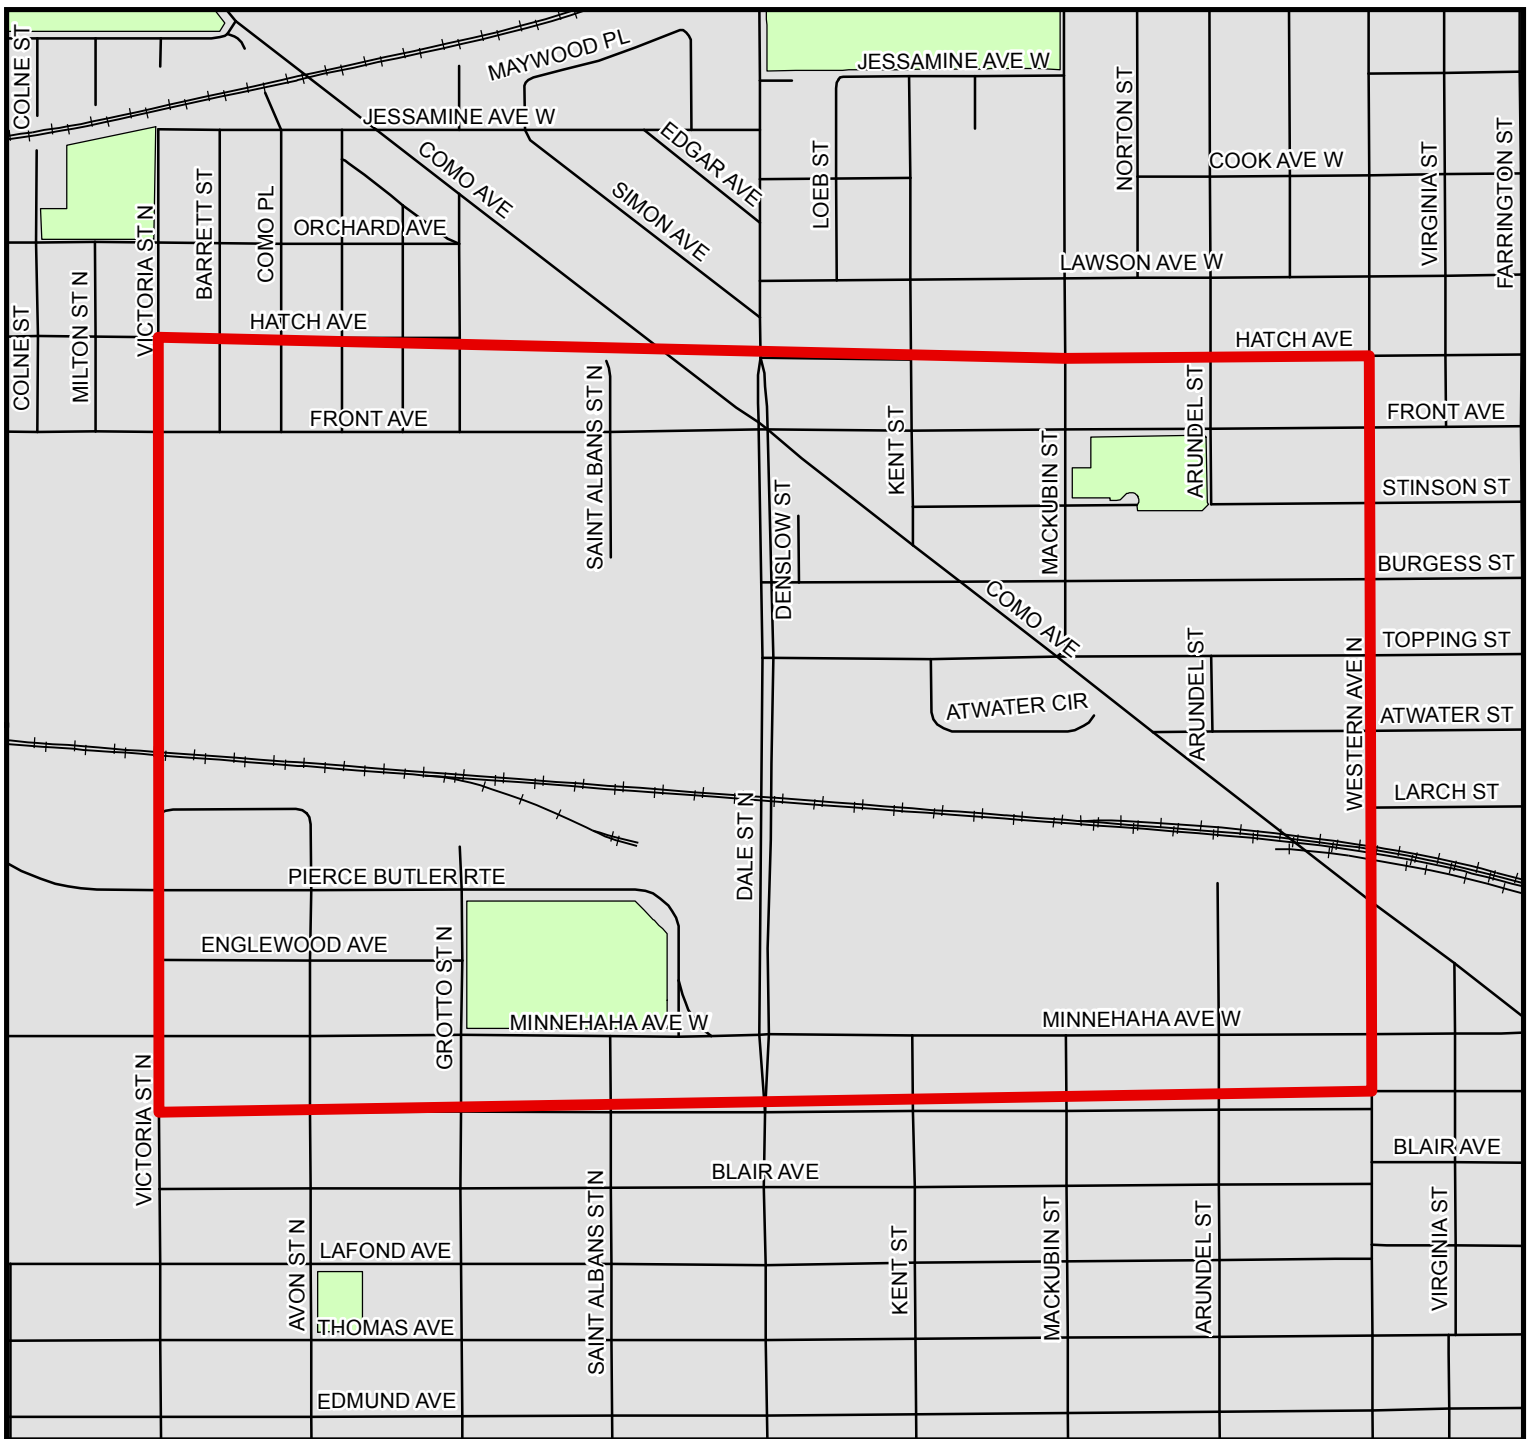 COLNE ST
MAYWOOD PL
JESSAMINE AVE W
JESSAMINE AVE W
NORTON ST
EDGAR AVE
COMO AVE
LOEB ST
COOK AVE W
VIRGINIA ST
FARRINGTON ST
BARRETT ST
COMO PL
SIMON AVE
VICTORIA ST N
ORCHARD AVE
LAWSON AVE W
MILTON ST N
COLNE ST
HATCH AVE
HATCH AVE
FRONT AVE
SAINT ALBANS ST N
KENT ST
ARUNDEL ST
FRONT AVE
MACKUBIN ST
STINSON ST
DENSLOW ST
BURGESS ST
COMO AVE
TOPPING ST
ARUNDEL ST
WESTERN AVE N
ATWATER CIR
ATWATER ST
LARCH ST
DALE ST N
PIERCE BUTLER RTE
ENGLEWOOD AVE
GROTTO ST N
MINNEHAHA AVE W
MINNEHAHA AVE W
VICTORIA ST N
BLAIR AVE
BLAIR AVE
SAINT ALBANS ST N
AVON ST N
KENT ST
MACKUBIN ST
ARUNDEL ST
VIRGINIA ST
LAFOND AVE
THOMAS AVE
EDMUND AVE